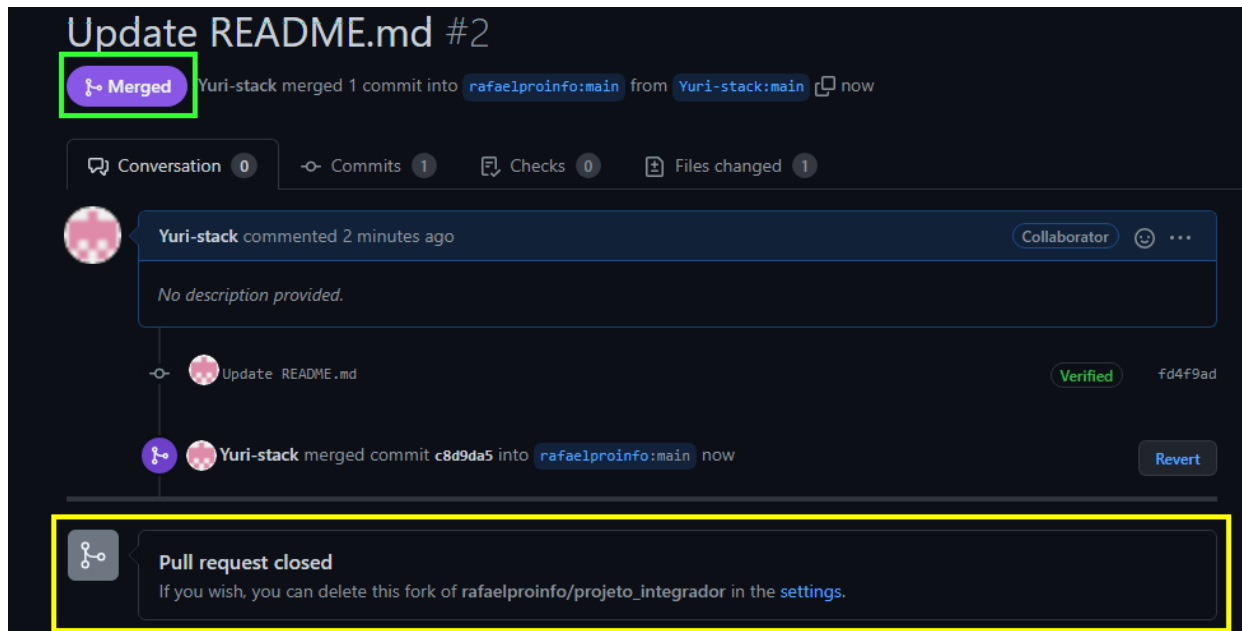 Update README.md #2
Merged Yuri-stack merged 1 commit into rafaelproinfo:main from Yuri-stack:main now
Conversation 0 Commits 1 Checks 0 Files changed 1
Yuri-stack commented 2 minutes ago Collaborator
No description provided.
Update README.md Verified fd4f9ad
Yuri-stack merged commit c8d9da5 into rafaelproinfo:main now Revert
Pull request closed
If you wish, you can delete this fork of rafaelproinfo/projeto_integrador in the settings.